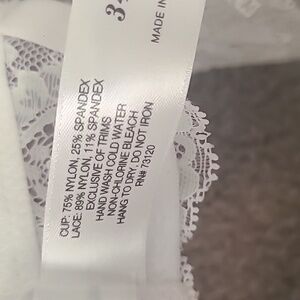 34
MADE IN
CUP: 75% NYLON, 25% SPANDEX
LACE: 89% NYLON, 11% SPANDEX
EXCLUSIVE OF TRIMS
HAND WASH COLD WATER
NON-CHLORINE BLEACH
HANG TO DRY. DO NOT IRON
RN# 73120